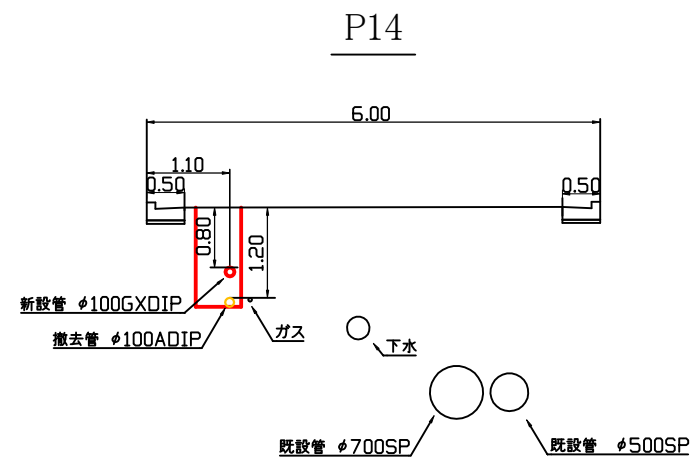 P14
6.00
1.10
0.50
0.50
0.80
1.20
新設管 φ100GXDIP
撤去管 φ100ADIP
ガス
下水
既設管 φ700SP
既設管 φ500SP